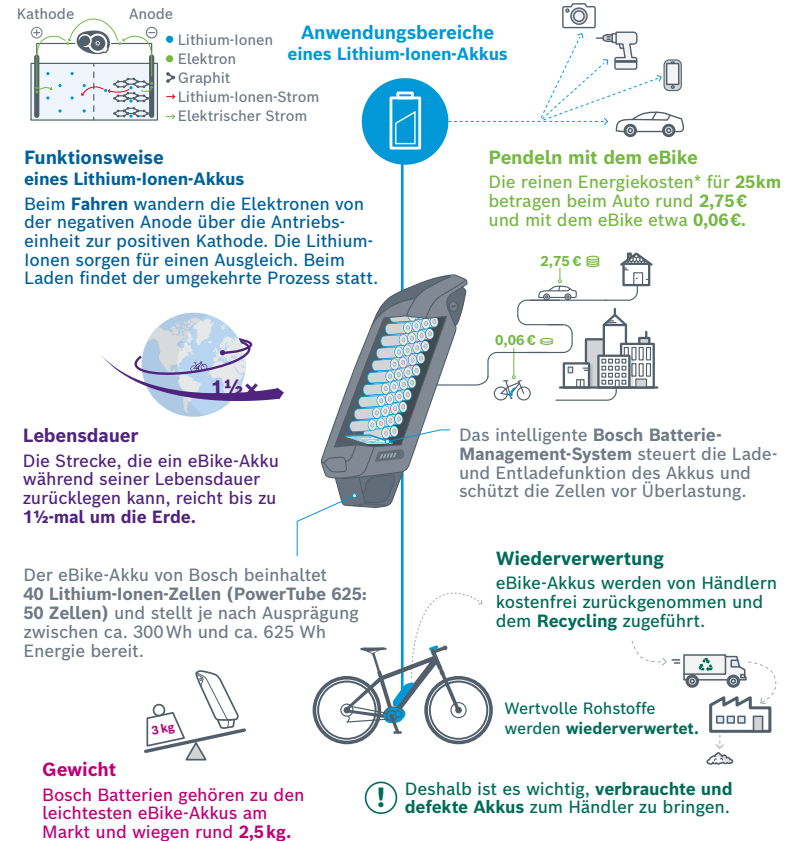 Kathode
Anode
+
−
Lithium-Ionen
Elektron
Graphit
Lithium-Ionen-Strom
Elektrischer Strom
Anwendungsbereiche
eines Lithium-Ionen-Akkus
Funktionsweise
eines Lithium-Ionen-Akkus
Beim Fahren wandern die Elektronen von
der negativen Anode über die Antriebs-
einheit zur positiven Kathode. Die Lithium-
Ionen sorgen für einen Ausgleich. Beim
Laden findet der umgekehrte Prozess statt.
Pendeln mit dem eBike
Die reinen Energiekosten* für 25km
betragen beim Auto rund 2,75€
und mit dem eBike etwa 0,06€.
2,75 €
0,06 €
1½×
Lebensdauer
Die Strecke, die ein eBike-Akku
während seiner Lebensdauer
zurücklegen kann, reicht bis zu
1½-mal um die Erde.
Das intelligente Bosch Batterie-
Management-System steuert die Lade-
und Entladefunktion des Akkus und
schützt die Zellen vor Überlastung.
Der eBike-Akku von Bosch beinhaltet
40 Lithium-Ionen-Zellen (PowerTube 625:
50 Zellen) und stellt je nach Ausprägung
zwischen ca. 300Wh und ca. 625 Wh
Energie bereit.
Wiederverwertung
eBike-Akkus werden von Händlern
kostenfrei zurückgenommen und
dem Recycling zugeführt.
3 kg
Wertvolle Rohstoffe
werden wiederverwertet.
Gewicht
Bosch Batterien gehören zu den
leichtesten eBike-Akkus am
Markt und wiegen rund 2,5kg.
! Deshalb ist es wichtig, verbrauchte und
defekte Akkus zum Händler zu bringen.